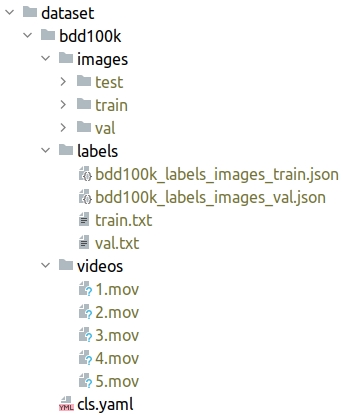 dataset
bdd100k
images
test
train
val
labels
bdd100k_labels_images_train.json
bdd100k_labels_images_val.json
train.txt
val.txt
videos
1.mov
2.mov
3.mov
4.mov
5.mov
cls.yaml